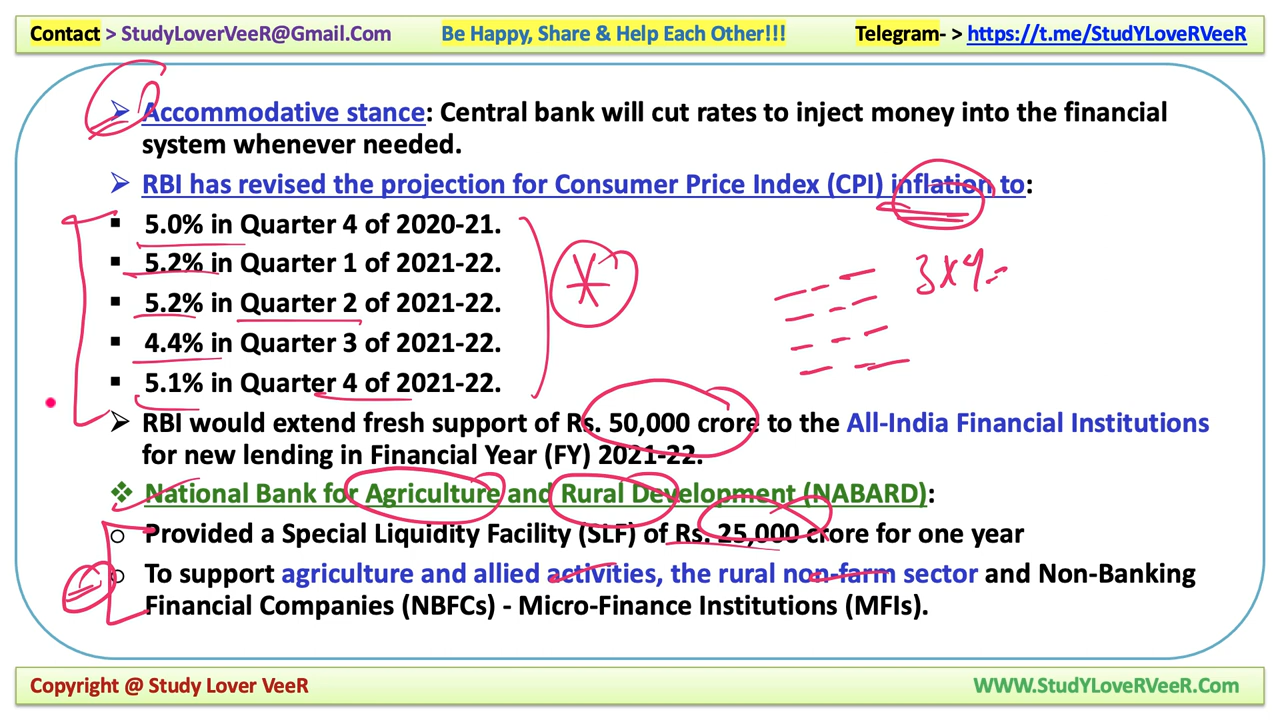 Contact > StudyLoverVeeR@Gmail.Com Be Happy, Share & Help Each Other!!! Telegram- > https://t.me/StudYLoveRVeeR
➢ Accommodative stance: Central bank will cut rates to inject money into the financial
system whenever needed.
➢ RBI has revised the projection for Consumer Price Index (CPI) inflation to:
▪ 5.0% in Quarter 4 of 2020-21.
▪ 5.2% in Quarter 1 of 2021-22.
3x4=
▪ 5.2% in Quarter 2 of 2021-22.
▪ 4.4% in Quarter 3 of 2021-22.
▪ 5.1% in Quarter 4 of 2021-22.
➢ RBI would extend fresh support of Rs. 50,000 crore to the All-India Financial Institutions
for new lending in Financial Year (FY) 2021-22.
❖ National Bank for Agriculture and Rural Development (NABARD):
o Provided a Special Liquidity Facility (SLF) of Rs. 25,000 crore for one year
o To support agriculture and allied activities, the rural non-farm sector and Non-Banking
Financial Companies (NBFCs) - Micro-Finance Institutions (MFIs).
Copyright @ Study Lover VeeR WWW.StudYLoveRVeeR.Com